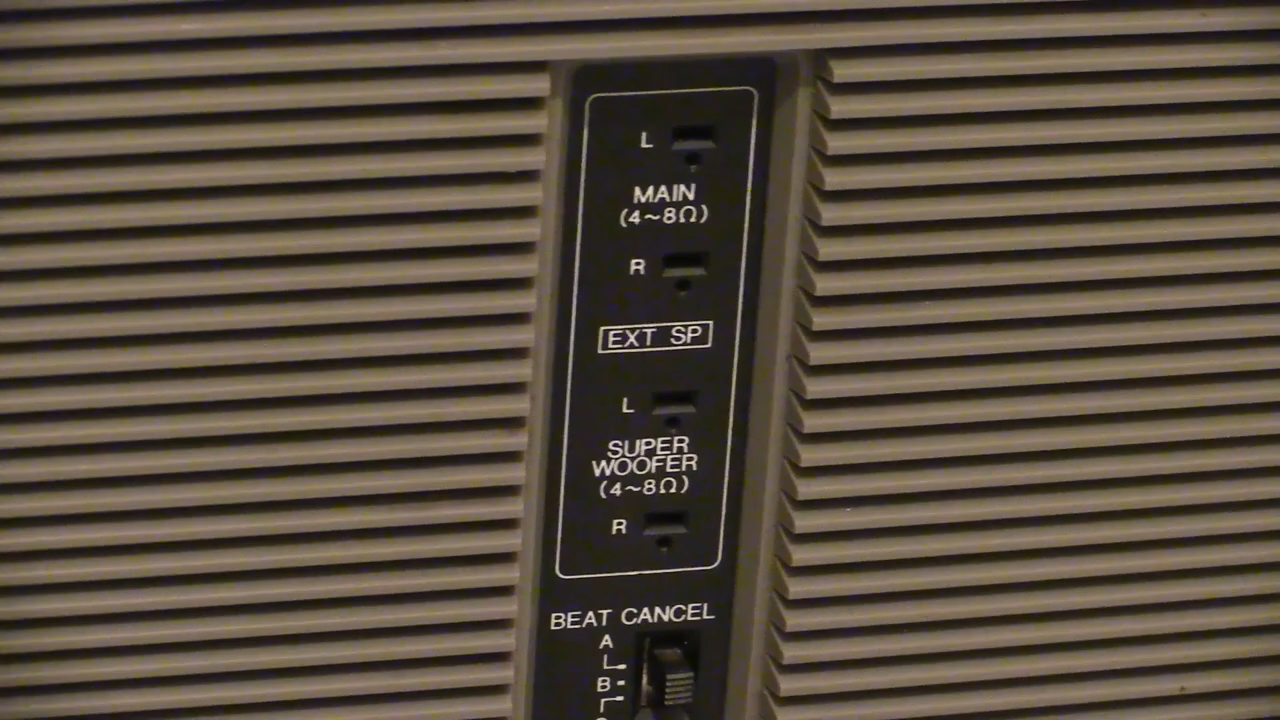 L
MAIN
(4~8Ω)
R
EXT SP
L
SUPER
WOOFER
(4~8Ω)
R
BEAT CANCEL
A
B